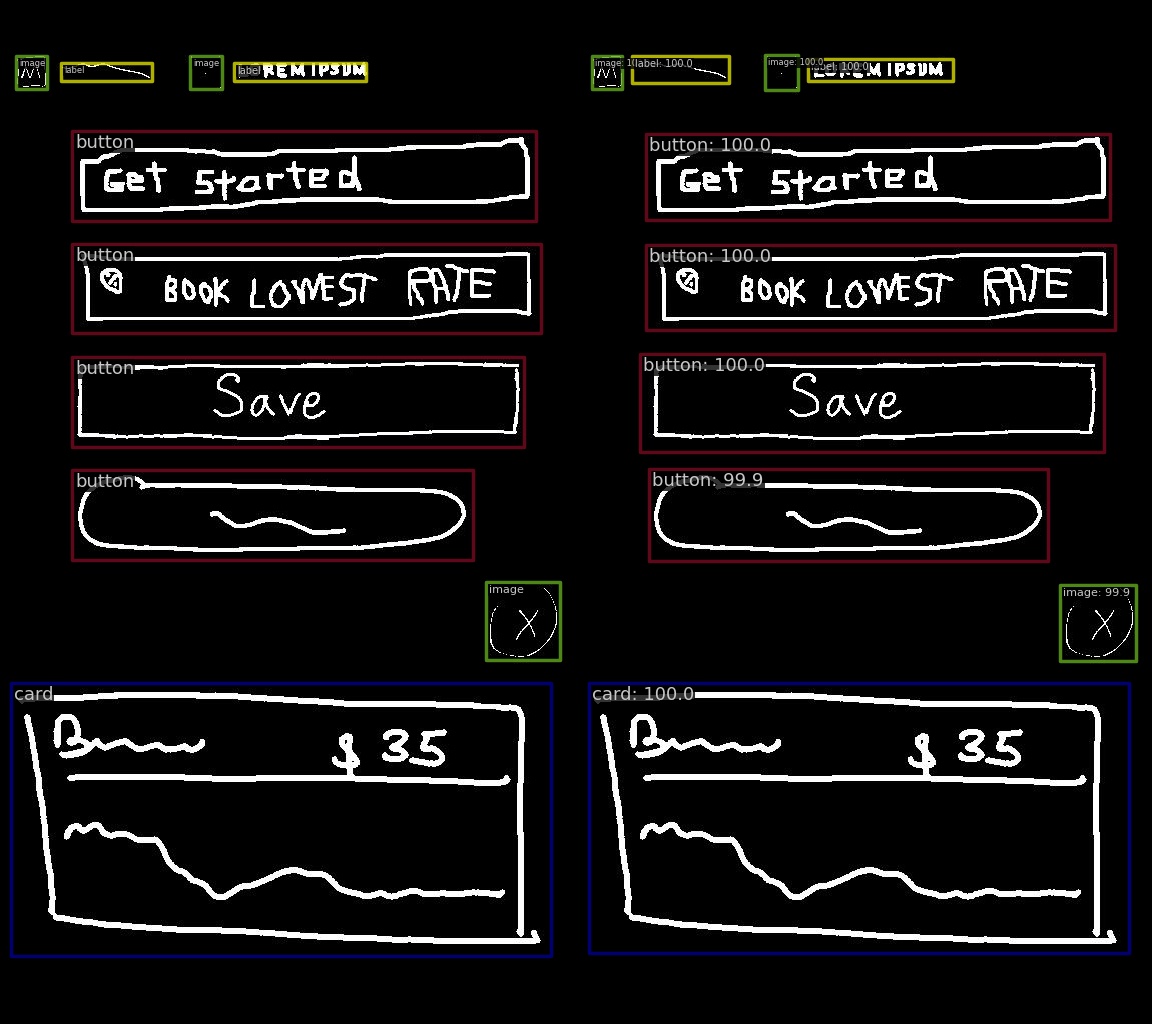 image
label
image
label
REM IPSUM
button
Get Started
button
BOOK LOWEST RATE
button
Save
button
image
X
card
$ 35
label: 100.0
image: 100.0
label: 100.0
LOREM IPSUM
button: 100.0
Get Started
button: 100.0
BOOK LOWEST RATE
button: 100.0
Save
button: 99.9
image: 99.9
X
card: 100.0
$ 35